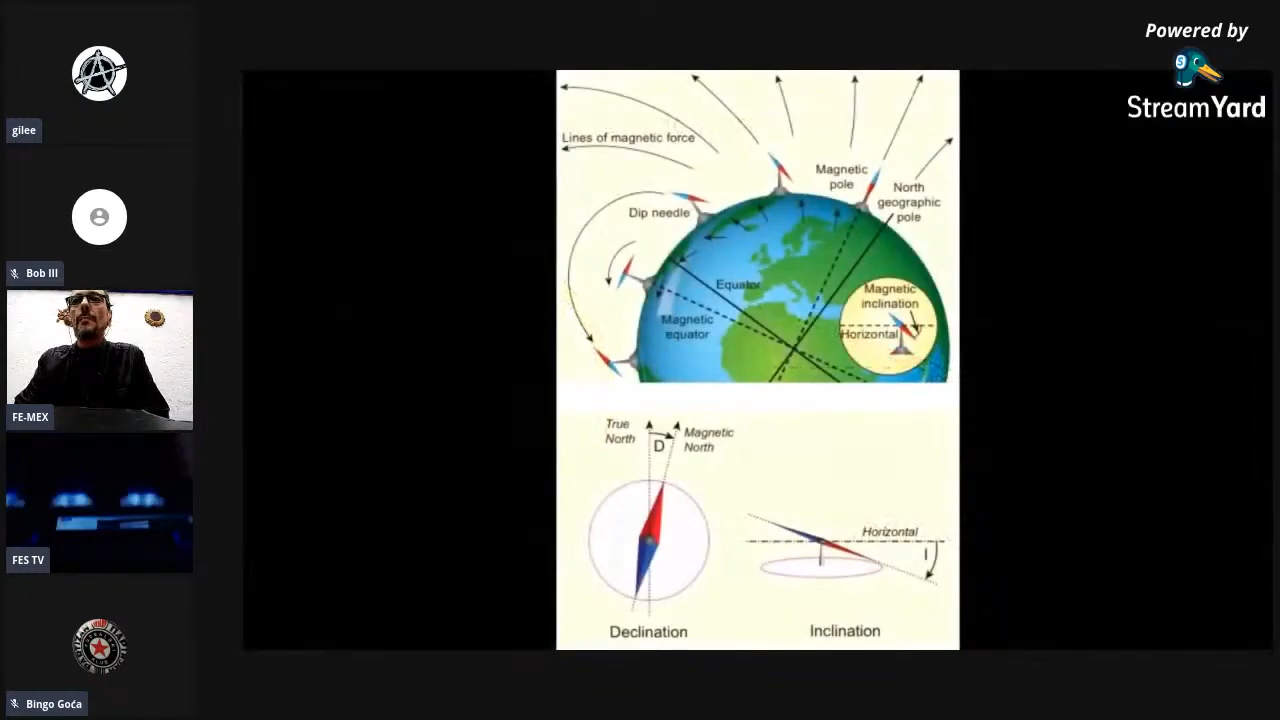 Powered by
StreamYard
gilee
Bob III
FE-MEX
FES TV
Bingo Goća
Lines of magnetic force
Magnetic
pole
North
geographic
pole
Dip needle
Equator
Magnetic
equator
Magnetic
inclination
Horizontal
True
North
D
Magnetic
North
Horizontal
I
Declination
Inclination